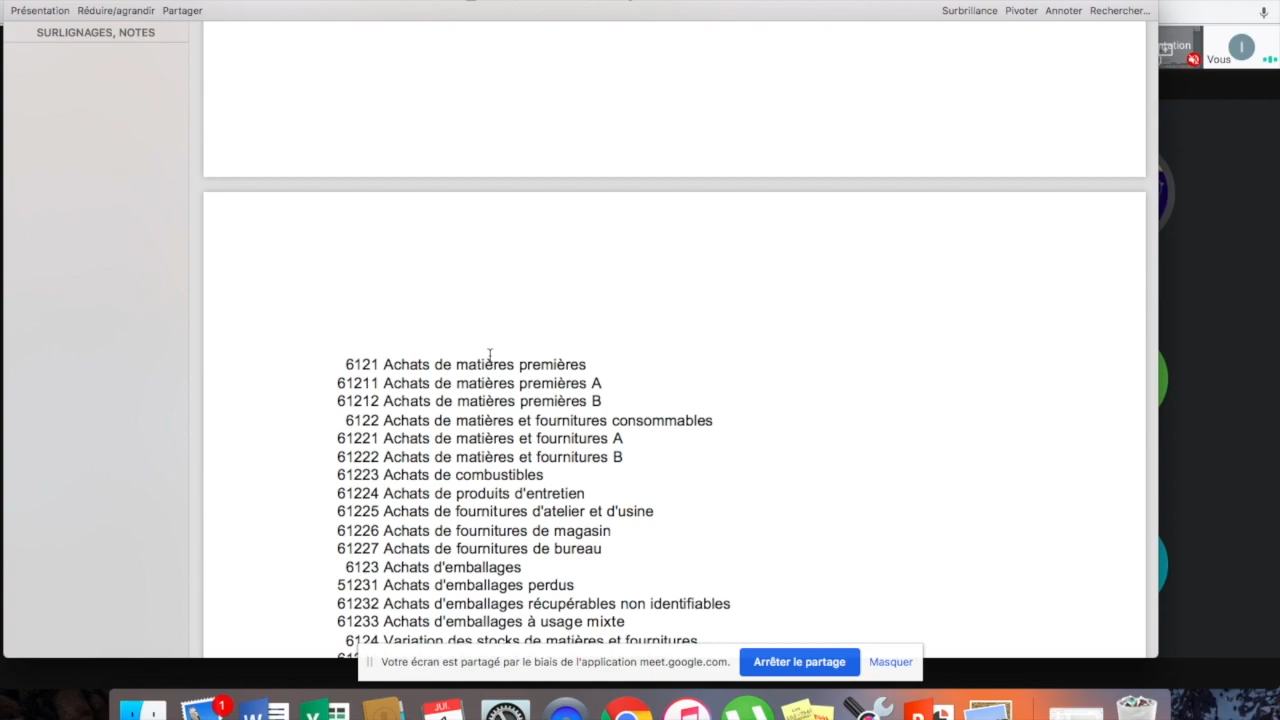 Présentation Réduire/agrandir Partager
Surbrillance Pivoter Annoter Rechercher...
SURLIGNAGES, NOTES
ntation
Vous
I
6121 Achats de matières premières
61211 Achats de matières premières A
61212 Achats de matières premières B
6122 Achats de matières et fournitures consommables
61221 Achats de matières et fournitures A
61222 Achats de matières et fournitures B
61223 Achats de combustibles
61224 Achats de produits d'entretien
61225 Achats de fournitures d'atelier et d'usine
61226 Achats de fournitures de magasin
61227 Achats de fournitures de bureau
6123 Achats d'emballages
51231 Achats d'emballages perdus
61232 Achats d'emballages récupérables non identifiables
61233 Achats d'emballages à usage mixte
6124 Variation des stocks de matières et fournitures
Votre écran est partagé par le biais de l'application meet.google.com.
Arrêter le partage
Masquer
1
JUIL.